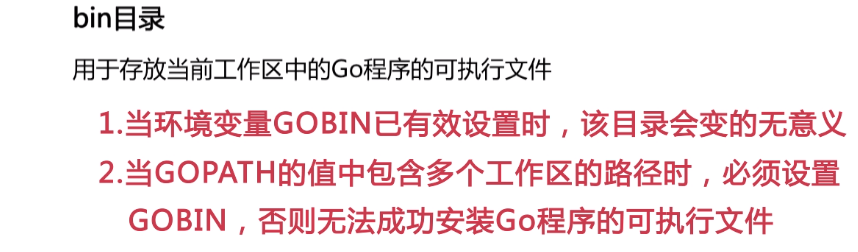 bin目录
用于存放当前工作区中的Go程序的可执行文件
1.当环境变量GOBIN已有效设置时，该目录会变的无意义
2.当GOPATH的值中包含多个工作区的路径时，必须设置
GOBIN，否则无法成功安装Go程序的可执行文件